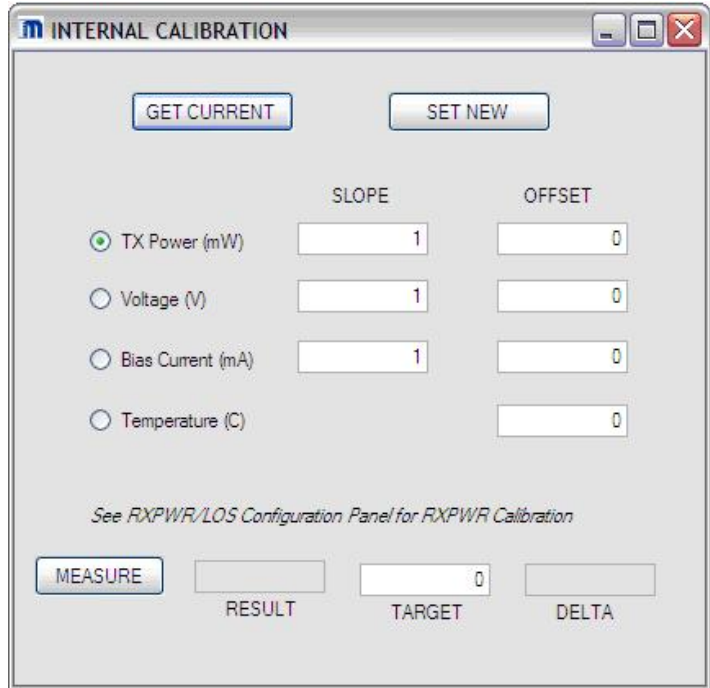 m INTERNAL CALIBRATION
GET CURRENT SET NEW
SLOPE OFFSET
TX Power (mW) 1 0
Voltage (V) 1 0
Bias Current (mA) 1 0
Temperature (C) 0
See RXPWR/LOS Configuration Panel for RXPWR Calibration
MEASURE 0
RESULT TARGET DELTA